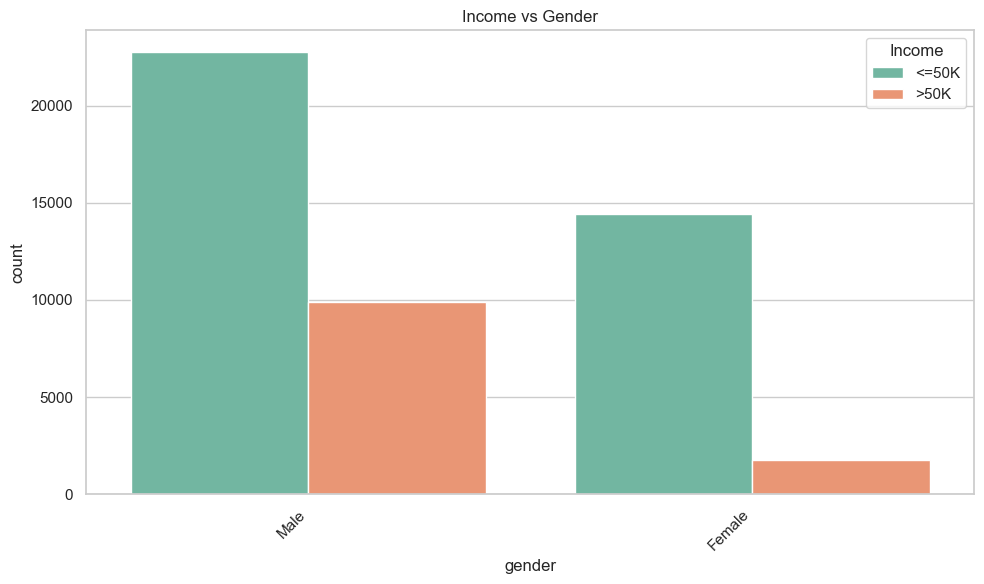 Income vs Gender
Income
<=50K
>50K
20000
15000
10000
5000
0
count
Male
Female
gender